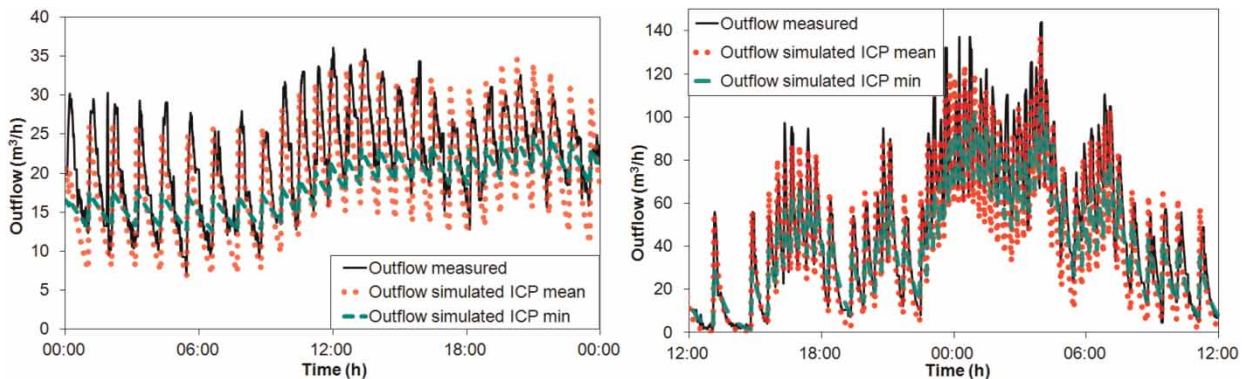 40
35
30
25
20
15
10
5
0
Outflow (m³/h)
Outflow measured
Outflow simulated ICP mean
Outflow simulated ICP min
00:00 06:00 12:00 18:00 00:00
Time (h)
150
Outflow measured
Outflow simulated ICP mean
Outflow simulated ICP min
140
120
100
80
60
40
20
0
Outflow (m³/h)
12:00 18:00 00:00 06:00 12:00
Time (h)